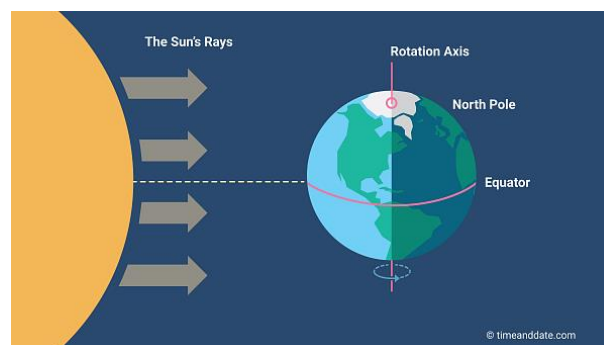 The Sun's Rays
Rotation Axis
North Pole
Equator
© timeanddate.com